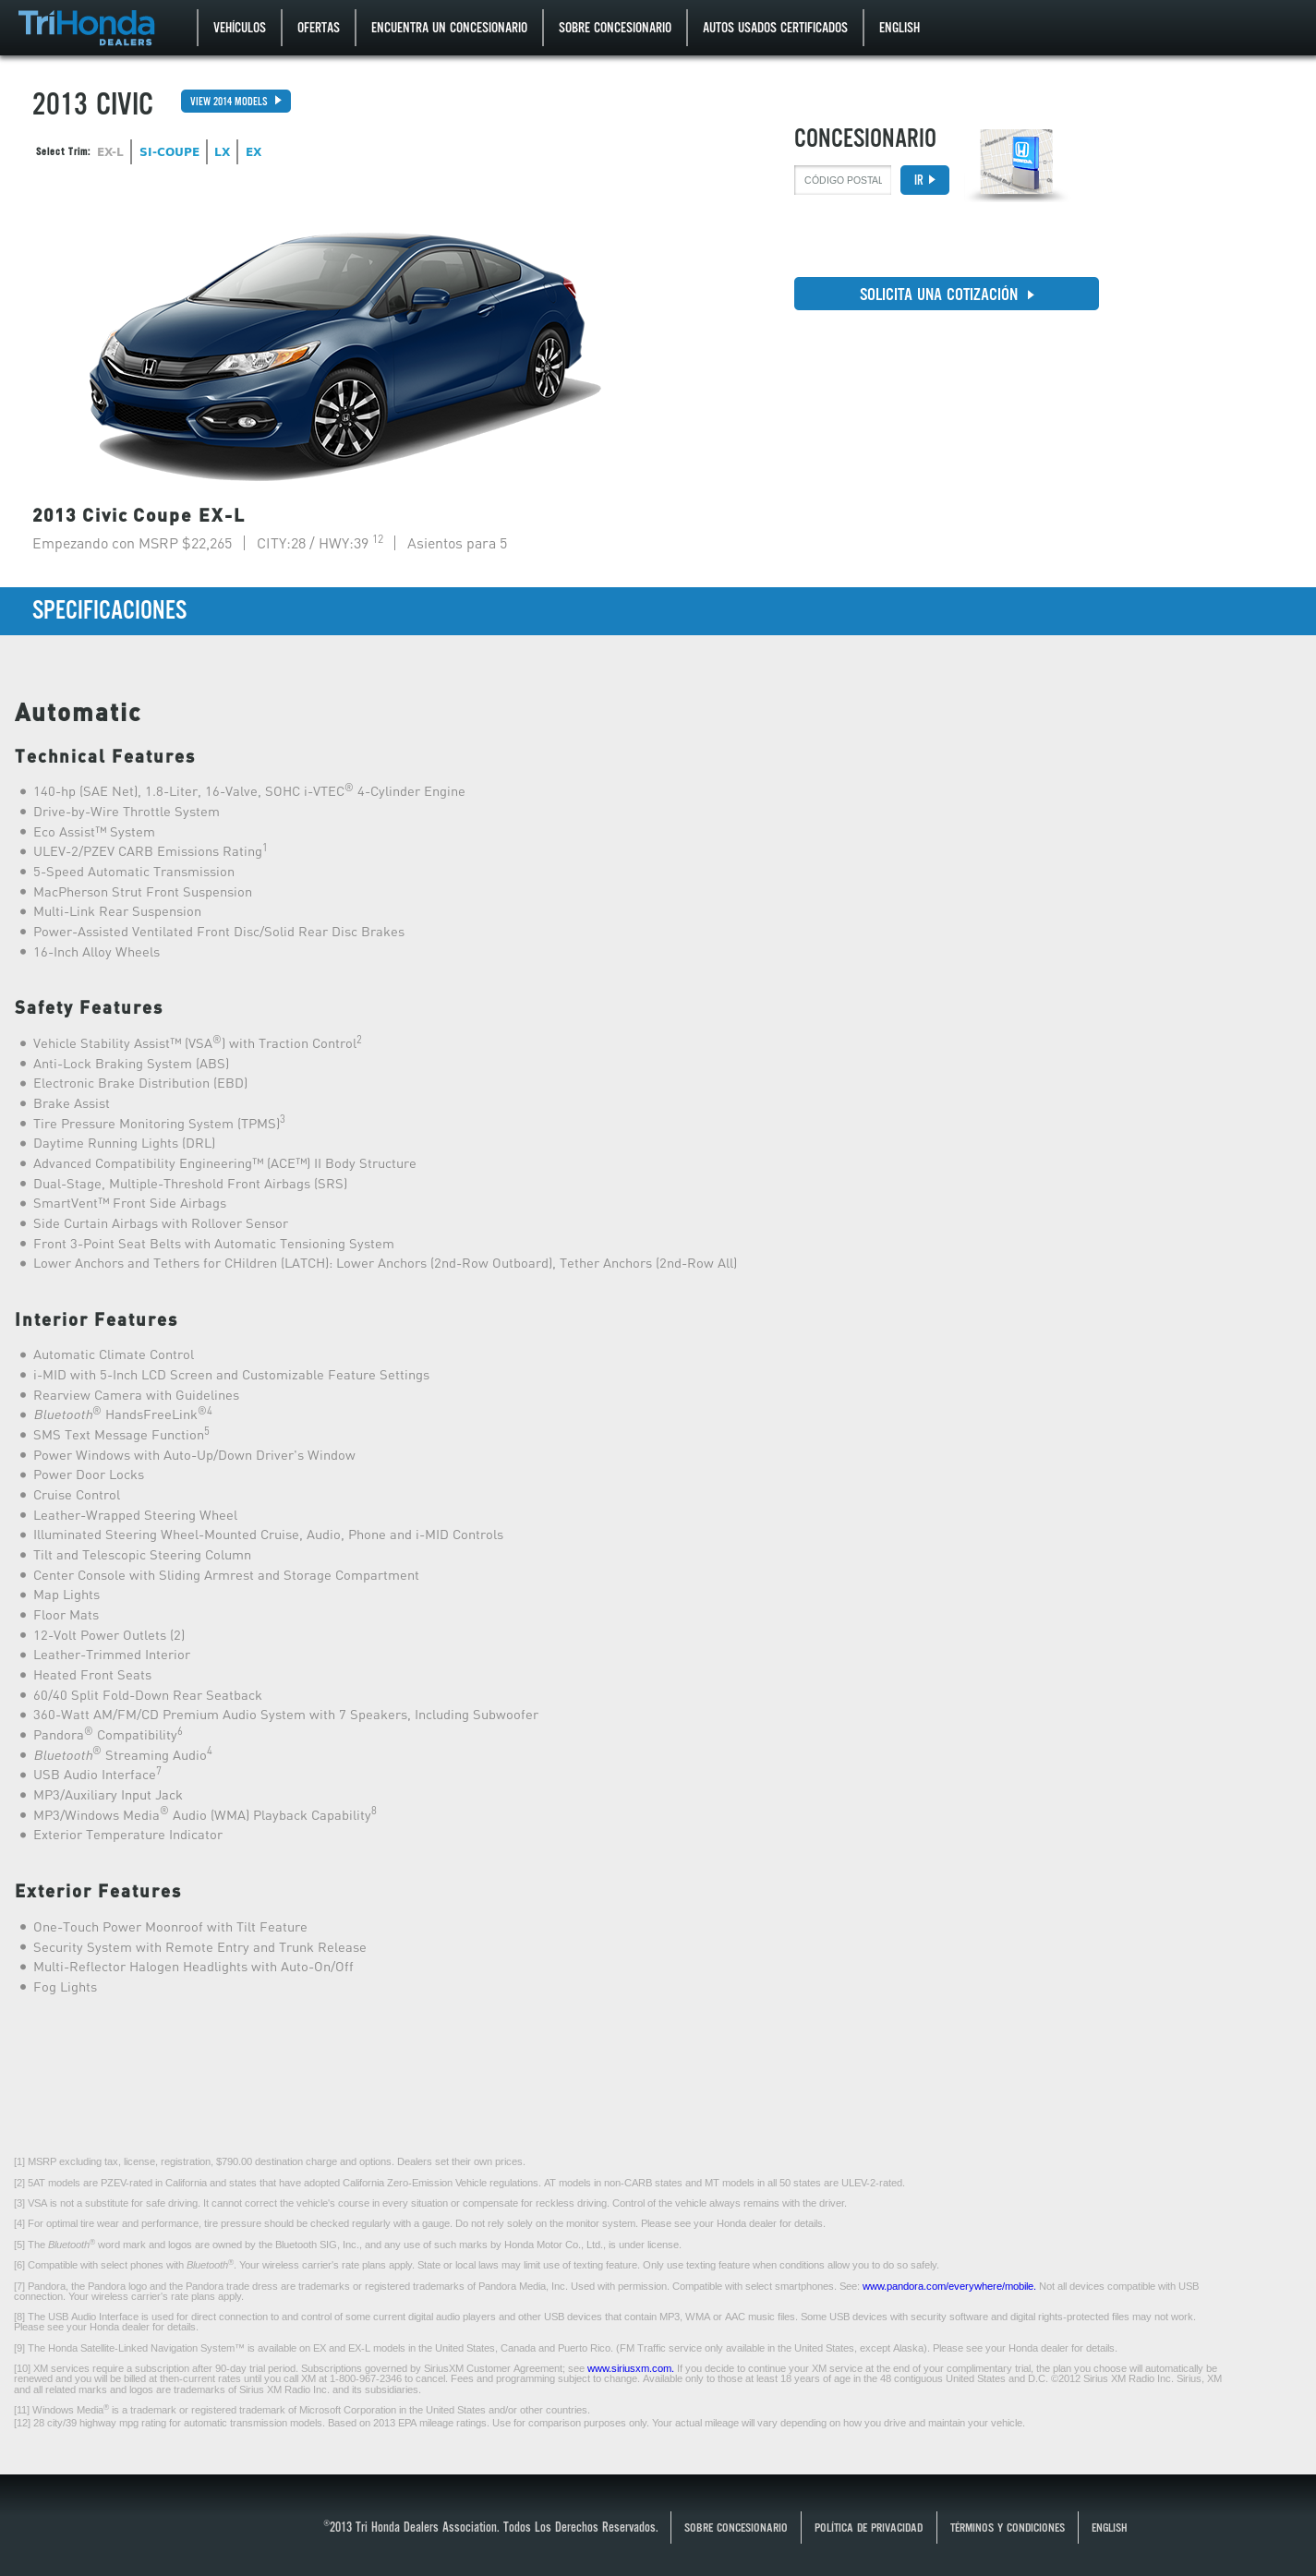 TriHonda
DEALERS
VEHÍCULOS
OFERTAS
ENCUENTRA UN CONCESIONARIO
SOBRE CONCESIONARIO
AUTOS USADOS CERTIFICADOS
ENGLISH
2013 CIVIC
VIEW 2014 MODELS
Select Trim: EX-L SI-COUPE LX EX
CONCESIONARIO
CÓDIGO POSTAL
IR
SOLICITA UNA COTIZACIÓN
2013 Civic Coupe EX-L
Empezando con MSRP $22,265 | CITY:28 / HWY:39 12 | Asientos para 5
SPECIFICACIONES
Automatic
Technical Features
140-hp (SAE Net), 1.8-Liter, 16-Valve, SOHC i-VTEC® 4-Cylinder Engine
Drive-by-Wire Throttle System
Eco Assist™ System
ULEV-2/PZEV CARB Emissions Rating1
5-Speed Automatic Transmission
MacPherson Strut Front Suspension
Multi-Link Rear Suspension
Power-Assisted Ventilated Front Disc/Solid Rear Disc Brakes
16-Inch Alloy Wheels
Safety Features
Vehicle Stability Assist™ (VSA®) with Traction Control2
Anti-Lock Braking System (ABS)
Electronic Brake Distribution (EBD)
Brake Assist
Tire Pressure Monitoring System (TPMS)3
Daytime Running Lights (DRL)
Advanced Compatibility Engineering™ (ACE™) II Body Structure
Dual-Stage, Multiple-Threshold Front Airbags (SRS)
SmartVent™ Front Side Airbags
Side Curtain Airbags with Rollover Sensor
Front 3-Point Seat Belts with Automatic Tensioning System
Lower Anchors and Tethers for CHildren (LATCH): Lower Anchors (2nd-Row Outboard), Tether Anchors (2nd-Row All)
Interior Features
Automatic Climate Control
i-MID with 5-Inch LCD Screen and Customizable Feature Settings
Rearview Camera with Guidelines
Bluetooth® HandsFreeLink®4
SMS Text Message Function5
Power Windows with Auto-Up/Down Driver's Window
Power Door Locks
Cruise Control
Leather-Wrapped Steering Wheel
Illuminated Steering Wheel-Mounted Cruise, Audio, Phone and i-MID Controls
Tilt and Telescopic Steering Column
Center Console with Sliding Armrest and Storage Compartment
Map Lights
Floor Mats
12-Volt Power Outlets (2)
Leather-Trimmed Interior
Heated Front Seats
60/40 Split Fold-Down Rear Seatback
360-Watt AM/FM/CD Premium Audio System with 7 Speakers, Including Subwoofer
Pandora® Compatibility6
Bluetooth® Streaming Audio4
USB Audio Interface7
MP3/Auxiliary Input Jack
MP3/Windows Media® Audio (WMA) Playback Capability8
Exterior Temperature Indicator
Exterior Features
One-Touch Power Moonroof with Tilt Feature
Security System with Remote Entry and Trunk Release
Multi-Reflector Halogen Headlights with Auto-On/Off
Fog Lights
[1] MSRP excluding tax, license, registration, $790.00 destination charge and options. Dealers set their own prices.
[2] 5AT models are PZEV-rated in California and states that have adopted California Zero-Emission Vehicle regulations. AT models in non-CARB states and MT models in all 50 states are ULEV-2-rated.
[3] VSA is not a substitute for safe driving. It cannot correct the vehicle's course in every situation or compensate for reckless driving. Control of the vehicle always remains with the driver.
[4] For optimal tire wear and performance, tire pressure should be checked regularly with a gauge. Do not rely solely on the monitor system. Please see your Honda dealer for details.
[5] The Bluetooth® word mark and logos are owned by the Bluetooth SIG, Inc., and any use of such marks by Honda Motor Co., Ltd., is under license.
[6] Compatible with select phones with Bluetooth®. Your wireless carrier's rate plans apply. State or local laws may limit use of texting feature. Only use texting feature when conditions allow you to do so safely.
[7] Pandora, the Pandora logo and the Pandora trade dress are trademarks or registered trademarks of Pandora Media, Inc. Used with permission. Compatible with select smartphones. See: www.pandora.com/everywhere/mobile. Not all devices compatible with USB
connection. Your wireless carrier's rate plans apply.
[8] The USB Audio Interface is used for direct connection to and control of some current digital audio players and other USB devices that contain MP3, WMA or AAC music files. Some USB devices with security software and digital rights-protected files may not work.
Please see your Honda dealer for details.
[9] The Honda Satellite-Linked Navigation System™ is available on EX and EX-L models in the United States, Canada and Puerto Rico. (FM Traffic service only available in the United States, except Alaska). Please see your Honda dealer for details.
[10] XM services require a subscription after 90-day trial period. Subscriptions governed by SiriusXM Customer Agreement; see www.siriusxm.com. If you decide to continue your XM service at the end of your complimentary trial, the plan you choose will automatically be
renewed and you will be billed at then-current rates until you call XM at 1-800-967-2346 to cancel. Fees and programming subject to change. Available only to those at least 18 years of age in the 48 contiguous United States and D.C. ©2012 Sirius XM Radio Inc. Sirius, XM
and all related marks and logos are trademarks of Sirius XM Radio Inc. and its subsidiaries.
[11] Windows Media® is a trademark or registered trademark of Microsoft Corporation in the United States and/or other countries.
[12] 28 city/39 highway mpg rating for automatic transmission models. Based on 2013 EPA mileage ratings. Use for comparison purposes only. Your actual mileage will vary depending on how you drive and maintain your vehicle.
®2013 Tri Honda Dealers Association. Todos Los Derechos Reservados.
SOBRE CONCESIONARIO
POLÍTICA DE PRIVACIDAD
TÉRMINOS Y CONDICIONES
ENGLISH